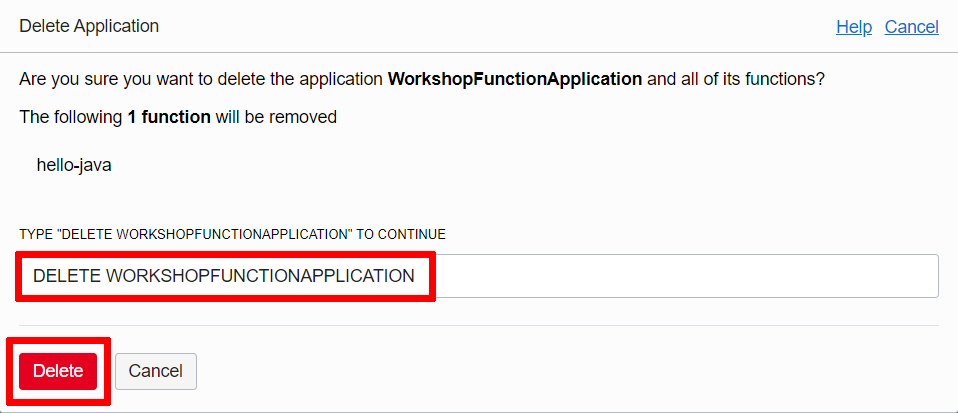 Delete Application
Help Cancel
Are you sure you want to delete the application WorkshopFunctionApplication and all of its functions?
The following 1 function will be removed
hello-java
TYPE "DELETE WORKSHOPFUNCTIONAPPLICATION" TO CONTINUE
DELETE WORKSHOPFUNCTIONAPPLICATION
Delete Cancel